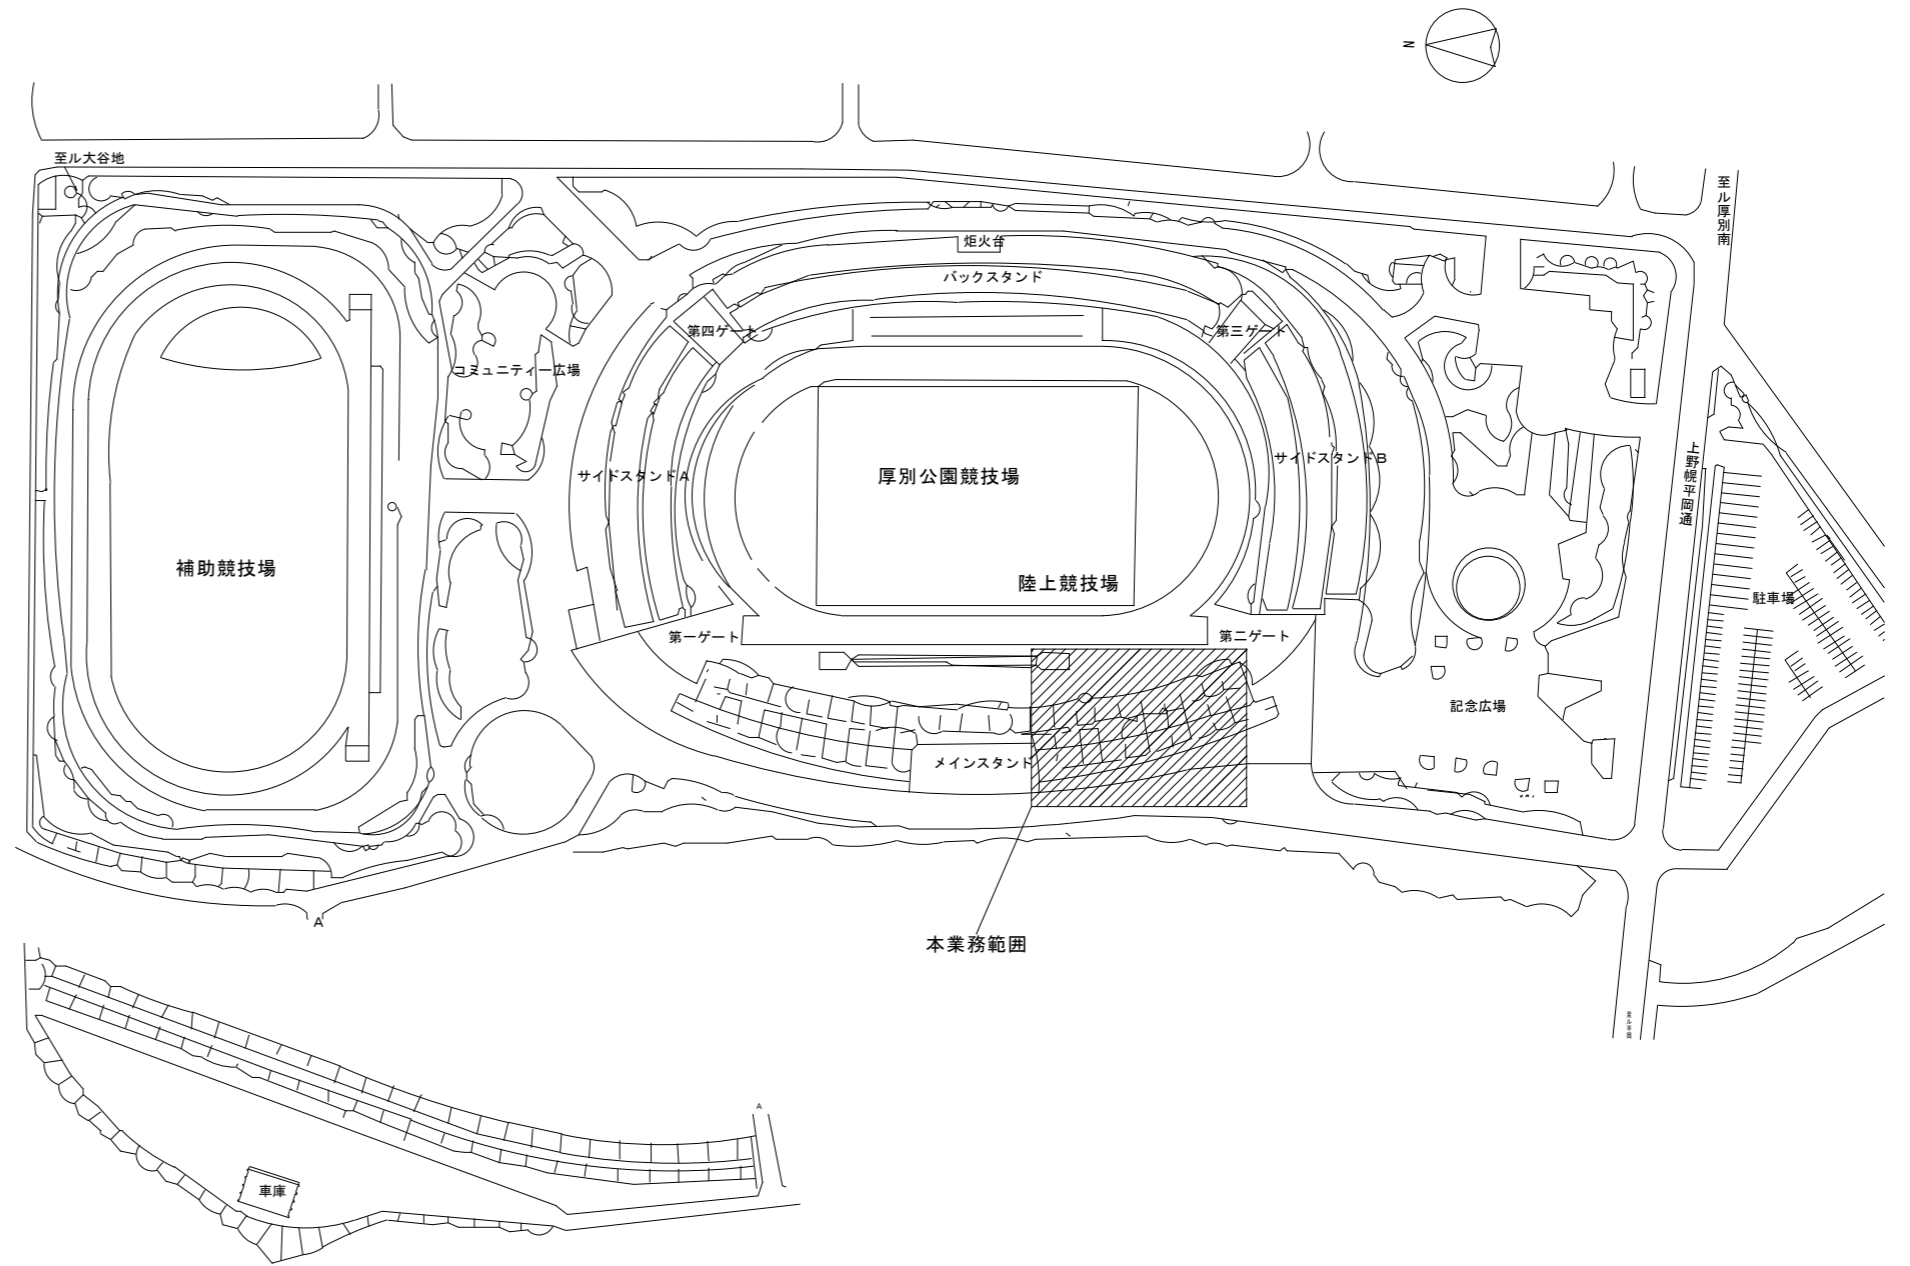 N
至ル大谷地
至ル厚別南
炬火台
バックスタンド
第四ゲート
第三ゲート
コミュニティー広場
サイドスタンドA
サイドスタンドB
厚別公園競技場
上野幌平岡通
補助競技場
陸上競技場
駐車場
第一ゲート
第二ゲート
記念広場
メインスタンド
A
本業務範囲
至ル平岡
A
車庫